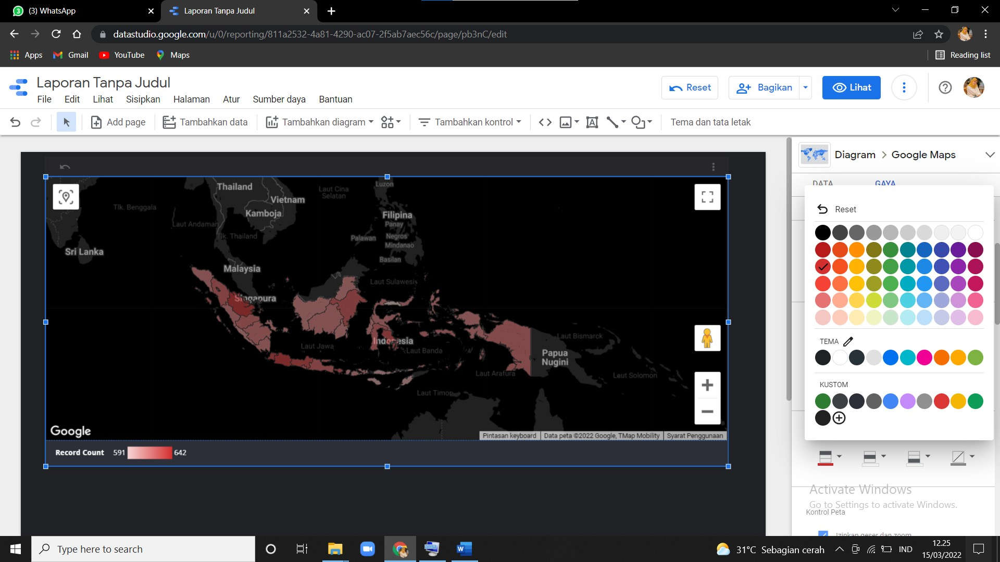 (3) WhatsApp
Laporan Tanpa Judul
datastudio.google.com/u/0/reporting/811a2532-4a81-4290-ac07-2f5ab7aec56c/page/pb3nC/edit
Apps Gmail YouTube Maps Reading list
Laporan Tanpa Judul
Reset Bagikan Lihat
File Edit Lihat Sisipkan Halaman Atur Sumber daya Bantuan
Add page Tambahkan data Tambahkan diagram Tambahkan kontrol Tema dan tata letak
Diagram > Google Maps
DATA GAYA
Thailand
Luzon
Laut Cina
Selatan
Vietnam
Tlk. Benggala
Kamboja
Filipina
Laut Andaman
Panay
Tlk. Thailand
Palawan
Negros
Mindanao
Sri Lanka
Basilan
Malaysia
Laut Sulawesi
Singapura
Laut Jawa
Indonesia
Laut Banda
Laut Bismarck
Papua
Nugini
Laut Arafura
Laut Solomon
Laut Timor
Google
Pintasan keyboard Data peta ©2022 Google, TMap Mobility Syarat Penggunaan
Record Count 591 642
Reset
TEMA
KUSTOM
Activate Windows
Go to Settings to activate Windows.
Kontrol Peta
Izinkan geser dan zoom
Type here to search
31°C Sebagian cerah IND
12.25
15/03/2022